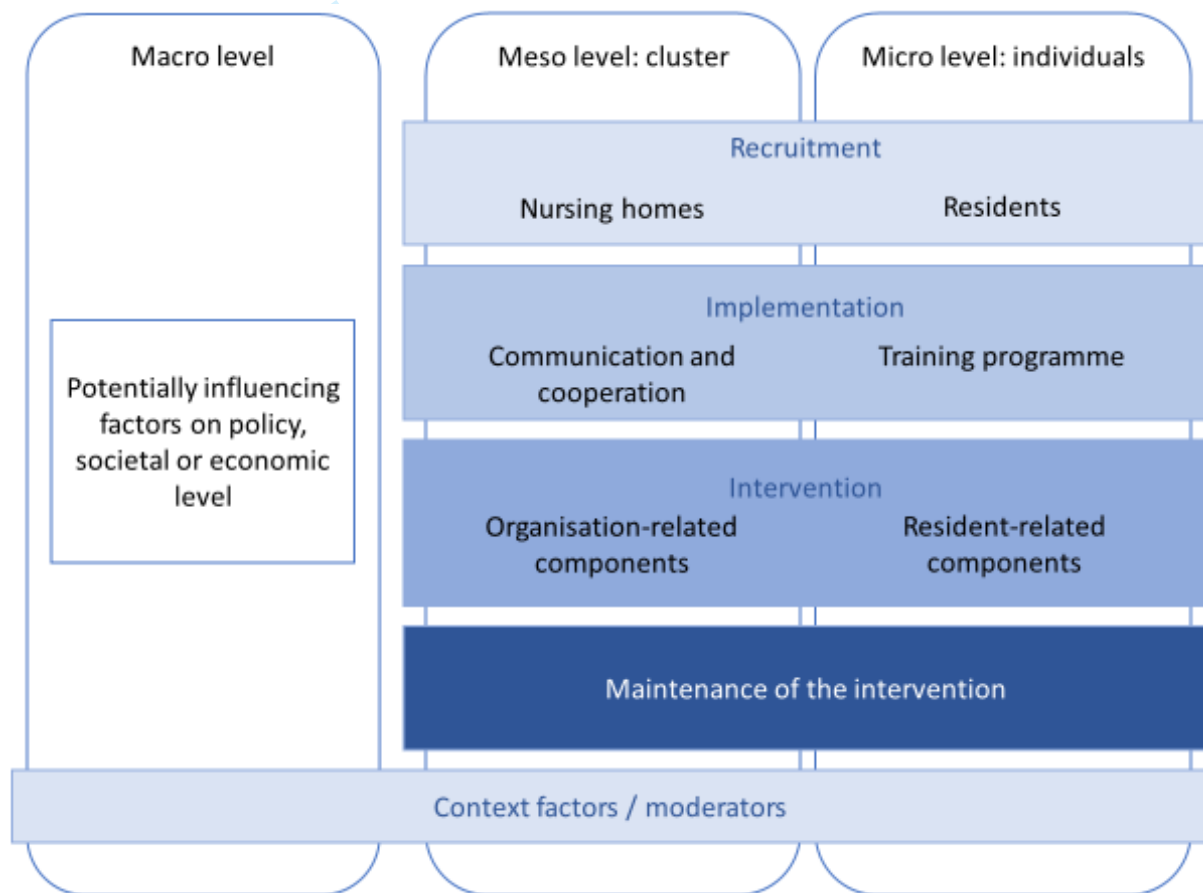 Macro level
Meso level: cluster
Micro level: individuals
Recruitment
Nursing homes
Residents
Implementation
Communication and
cooperation
Training programme
Potentially influencing
factors on policy,
societal or economic
level
Intervention
Organisation-related
components
Resident-related
components
Maintenance of the intervention
Context factors / moderators